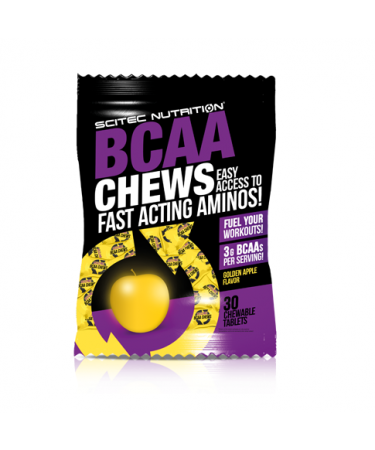 SCITEC NUTRITION®
BCAA
CHEWS
EASY
ACCESS TO
FAST ACTING AMINOS!
FUEL YOUR
WORKOUTS!
3G BCAAs
PER SERVING!
GOLDEN APPLE
FLAVOR
30
CHEWABLE
TABLETS